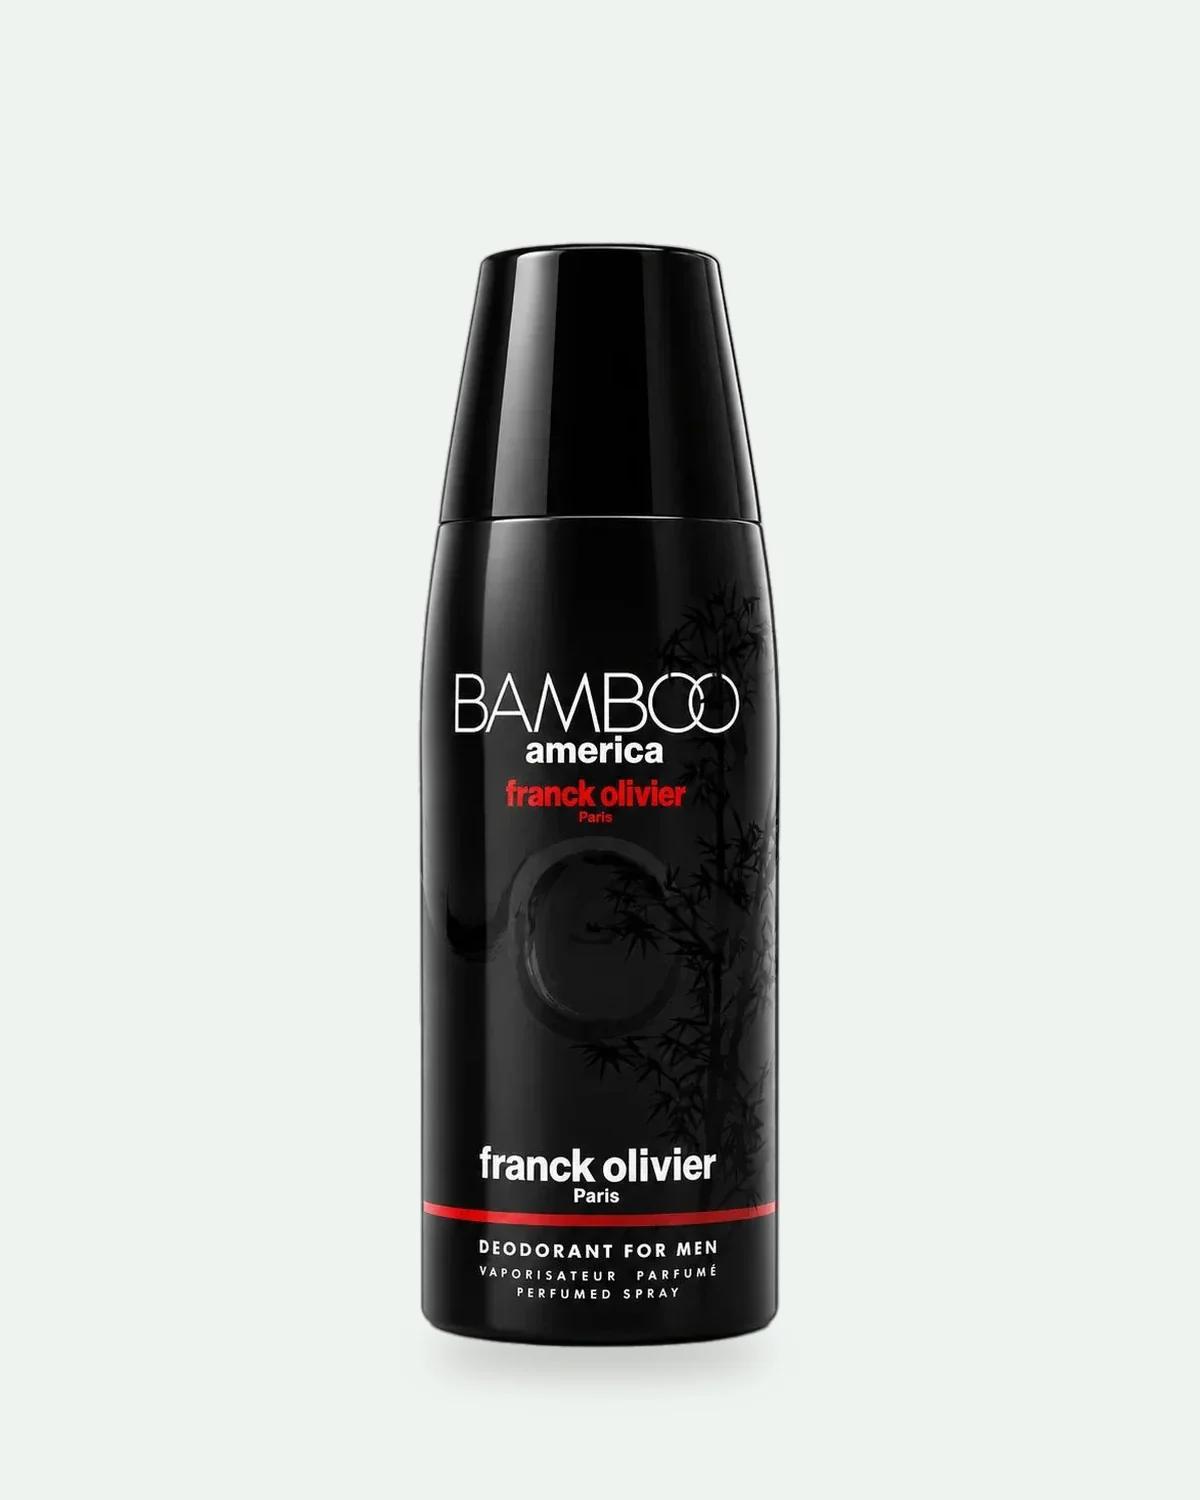 BAMBOO
america
franck olivier
Paris
franck olivier
Paris
DEODORANT FOR MEN
VAPORISATEUR PARFUMÉ
PERFUMED SPRAY